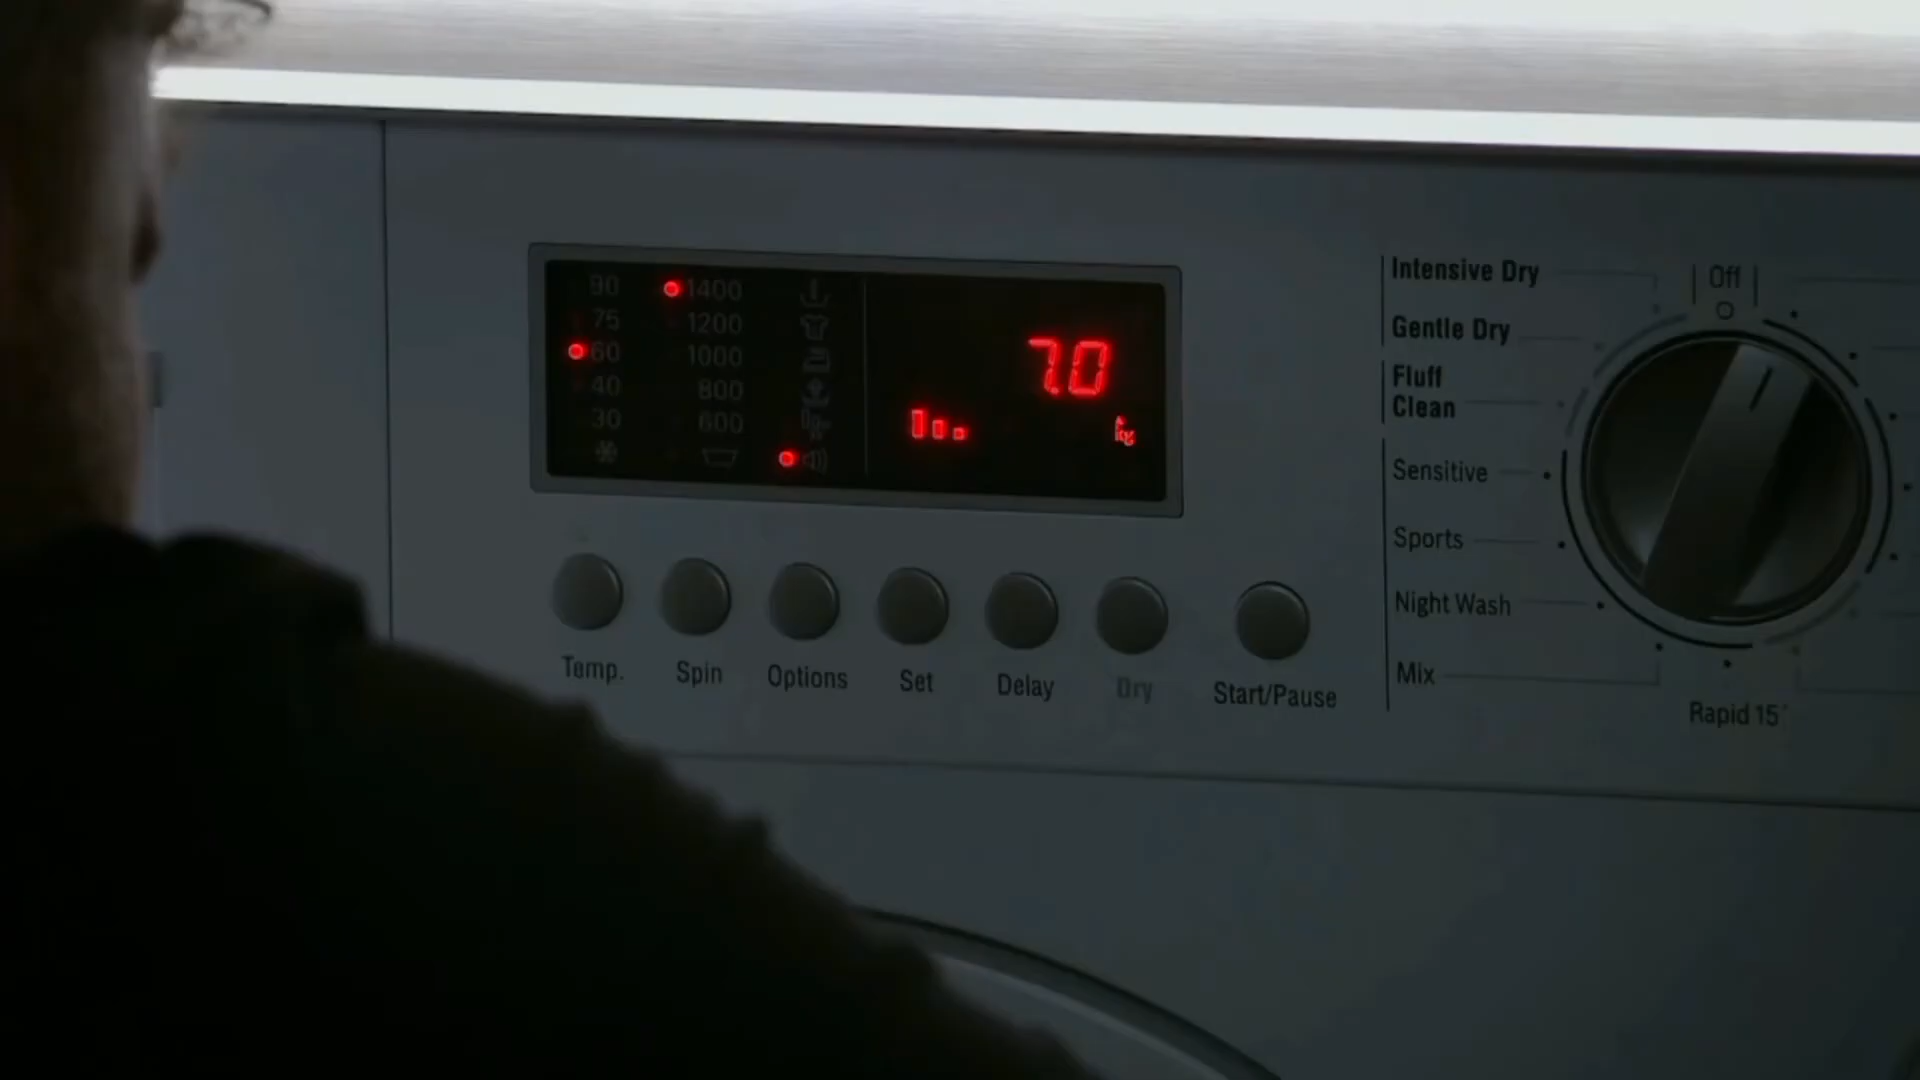 90
75
60
40
30
1400
1200
1000
800
600
7.0
kg
Temp.
Spin
Options
Set
Delay
Dry
Start/Pause
Intensive Dry
Gentle Dry
Fluff
Clean
Sensitive
Sports
Night Wash
Mix
Off
Rapid 15'